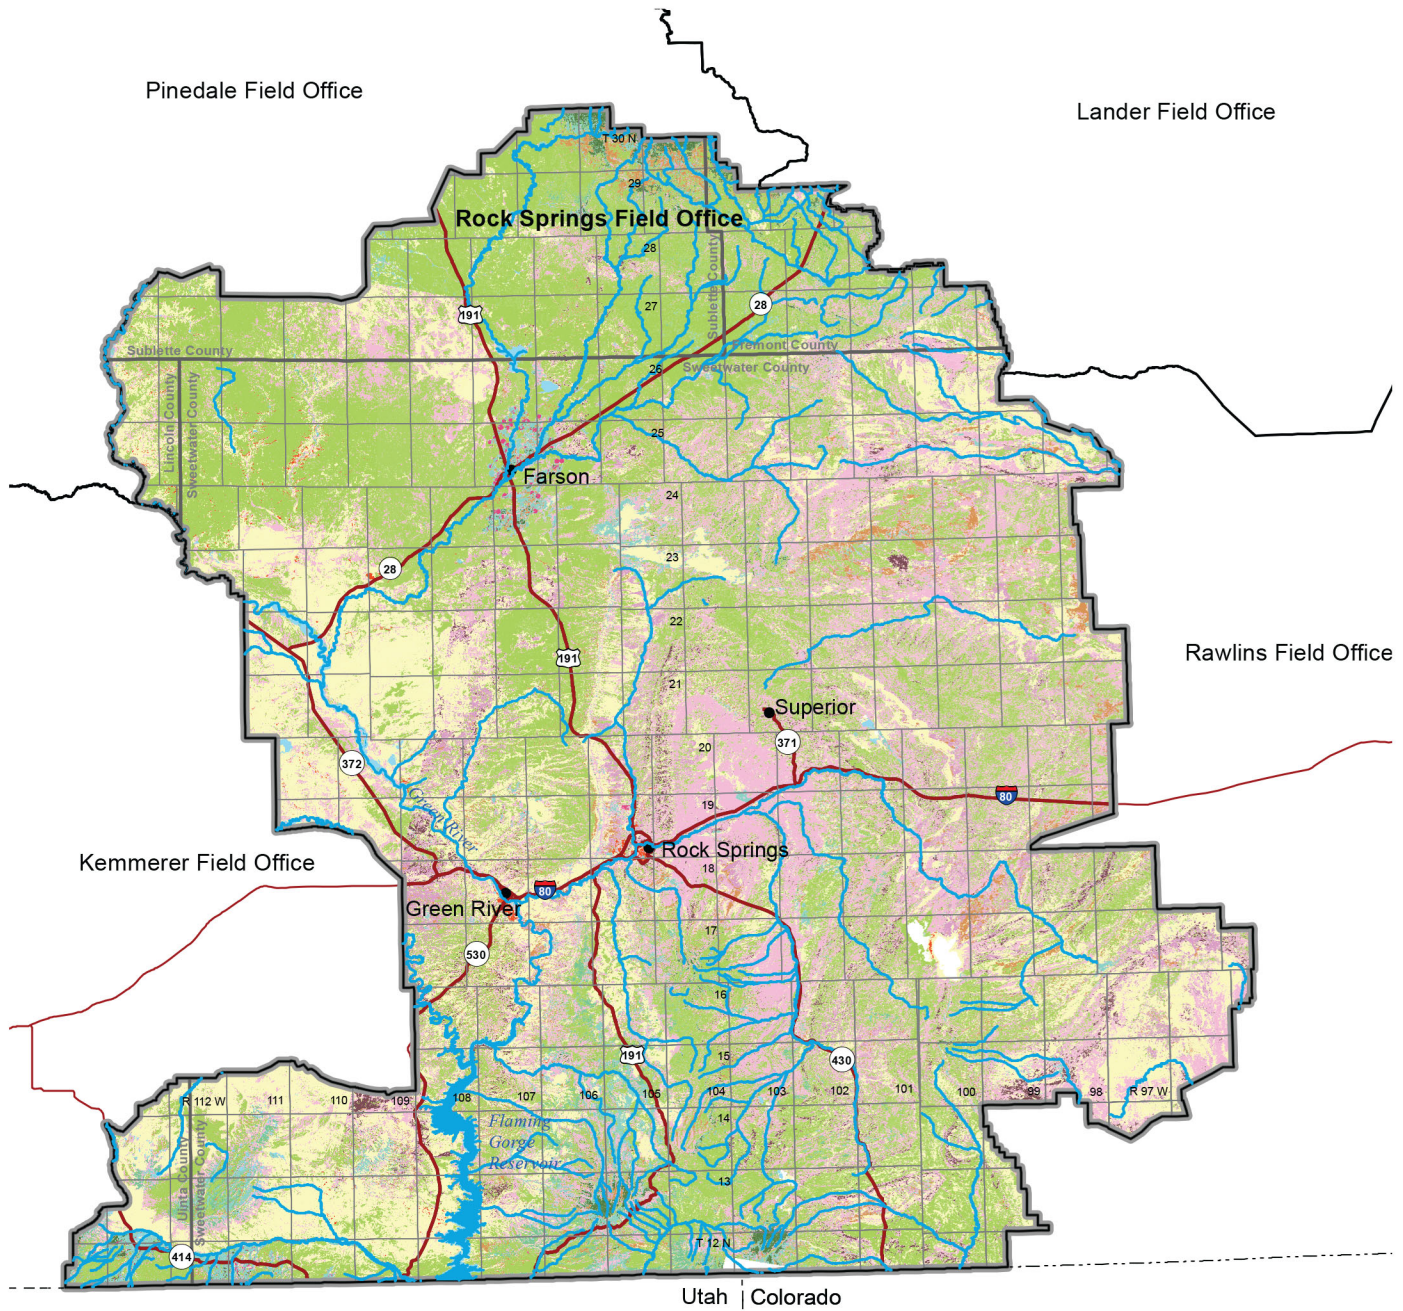 Pinedale Field Office
Lander Field Office
T 30 N
29
Rock Springs Field Office
28
Sublette County
27
28
191
Fremont County
Sublette County
Sweetwater County
26
Lincoln County
Sweetwater County
25
Farson
24
23
28
22
191
Rawlins Field Office
21
Superior
371
20
372
80
19
Green River
Rock Springs
Kemmerer Field Office
18
80
Green River
17
530
16
191
15
430
R 112 W
111
110
109
108
107
106
105
104
103
102
101
100
99
98
R 97 W
14
Flaming
Gorge
Reservoir
Uinta County
Sweetwater County
13
T 12 N
414
Utah
Colorado